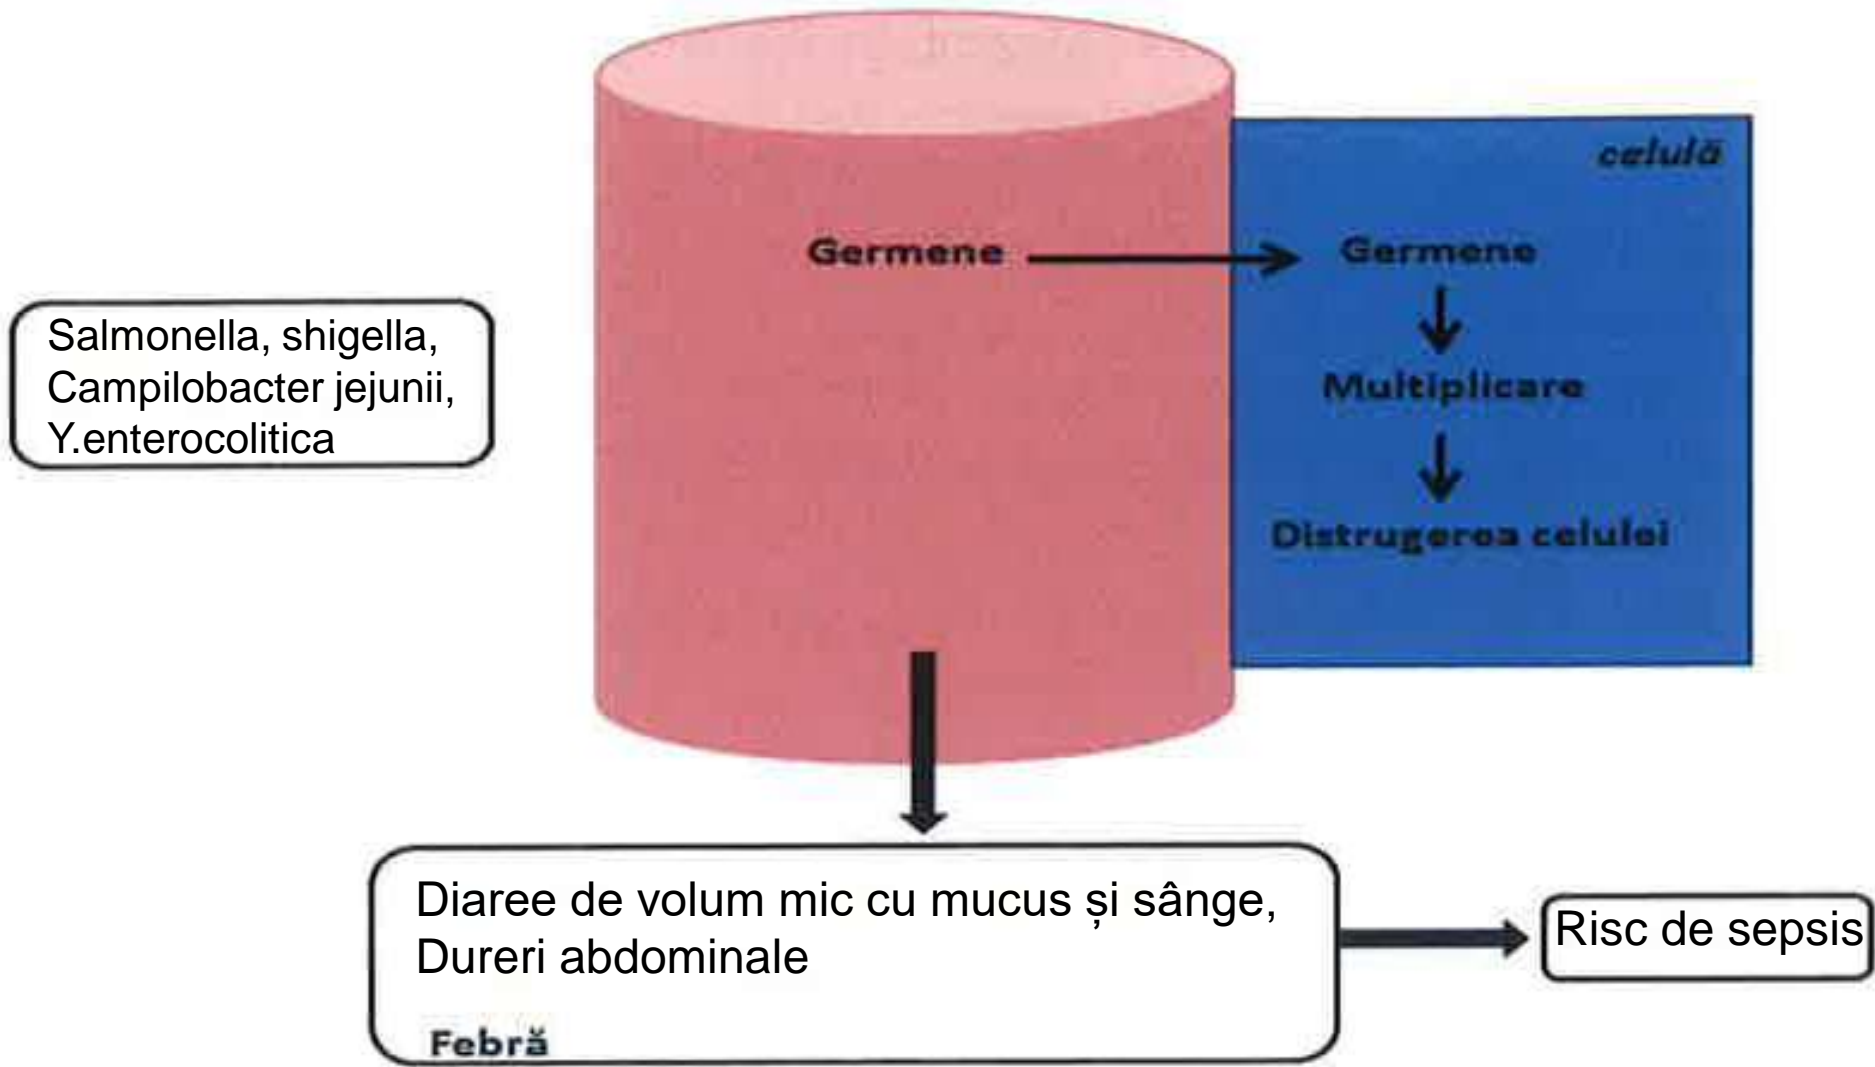 celulă
Germene
Germene
Multiplicare
Distrugerea celulei
Salmonella, shigella,
Campilobacter jejunii,
Y.enterocolitica
Diaree de volum mic cu mucus și sânge,
Dureri abdominale
Febră
Risc de sepsis